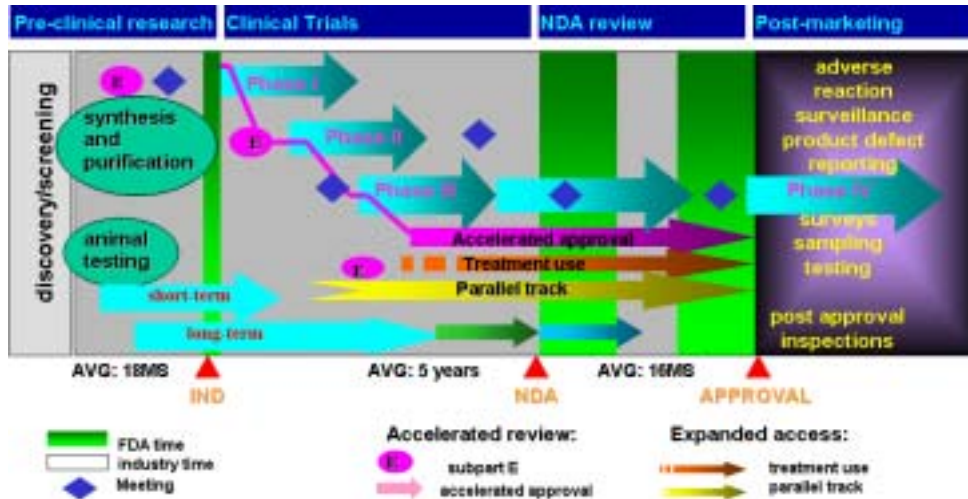 Pre-clinical research
Clinical Trials
NDA review
Post-marketing
discovery/screening
E
synthesis
and
purification
animal
testing
short-term
long-term
Phase I
E
Phase II
Phase III
Accelerated approval
E
Treatment use
Parallel track
adverse
reaction
surveillance
product defect
reporting
Phase IV
surveys
sampling
testing
post approval
inspections
AVG: 18MS
AVG: 5 years
AVG: 16MS
IND
NDA
APPROVAL
FDA time
industry time
Meeting
Accelerated review:
E
subpart E
accelerated approval
Expanded access:
treatment use
parallel track